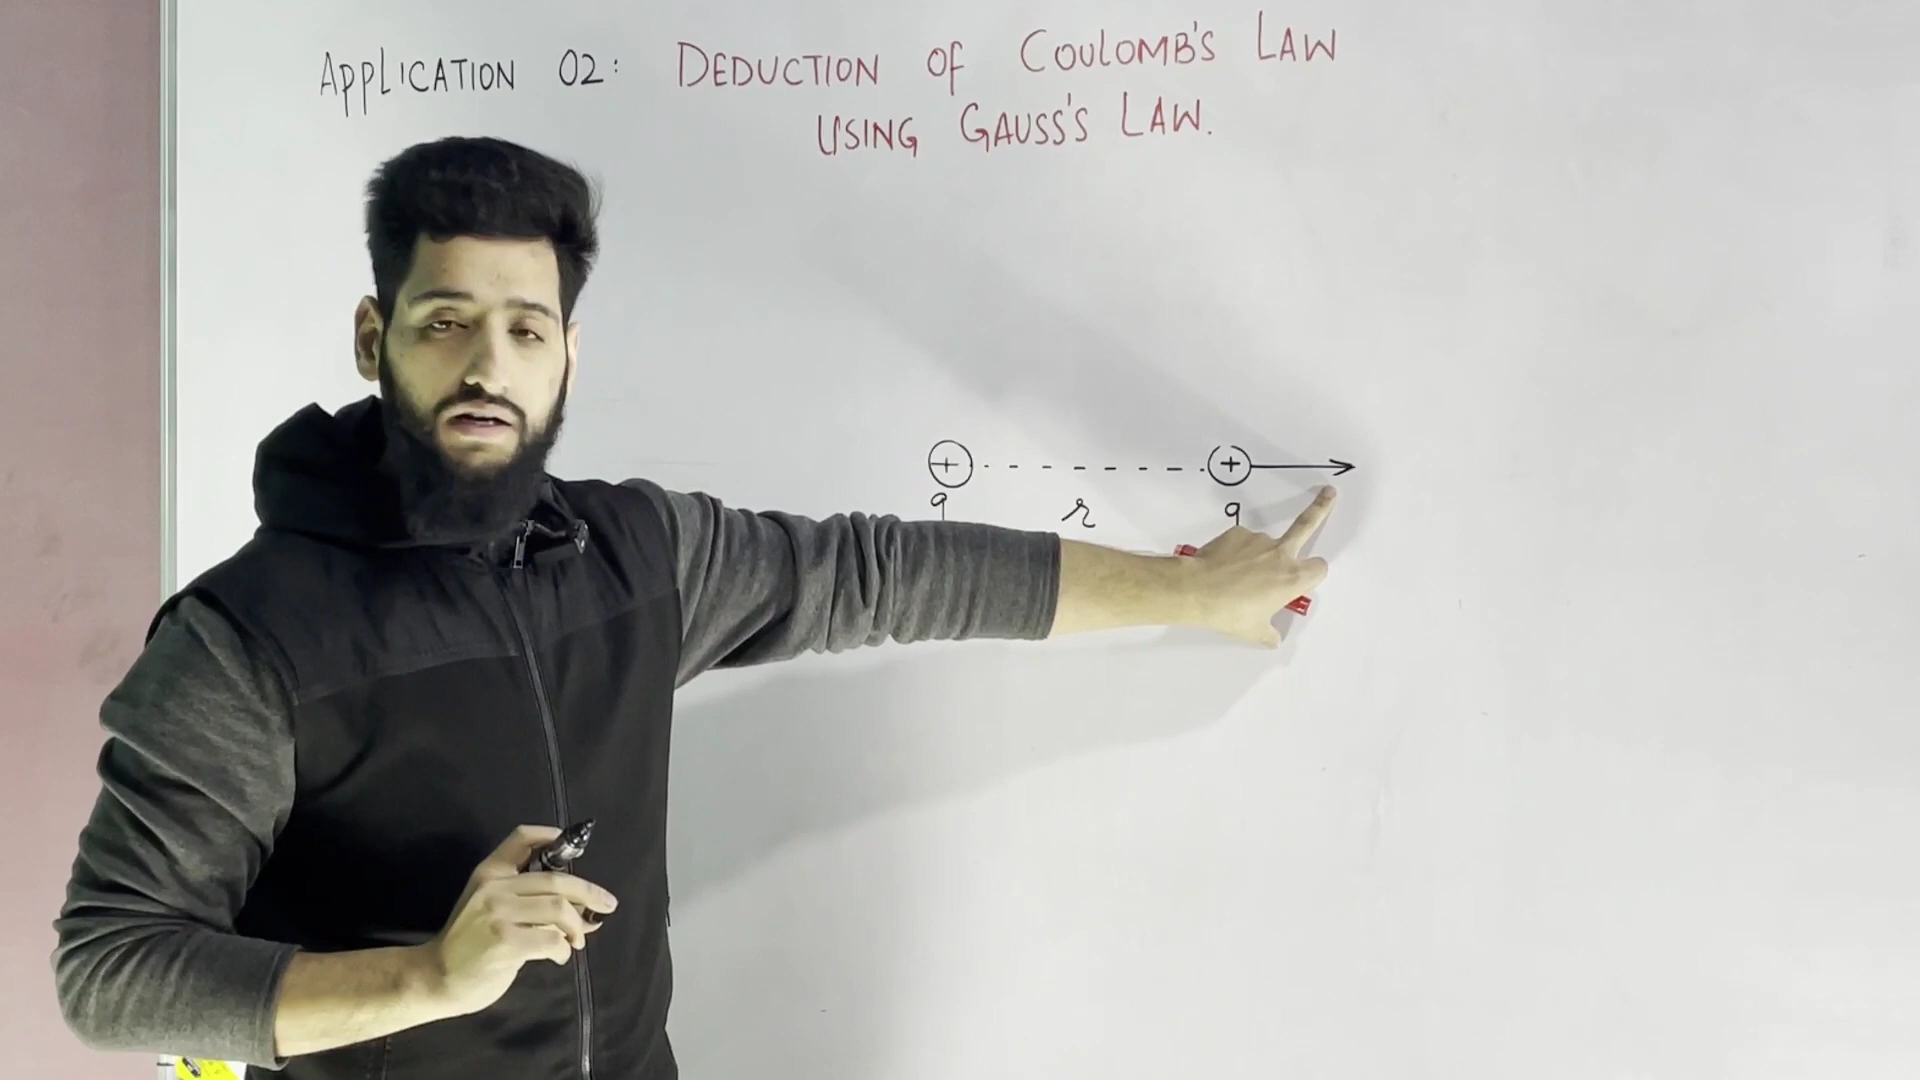 APPLICATION 02: DEDUCTION OF COULOMB'S LAW
USING GAUSS'S LAW.
+ +
q r q